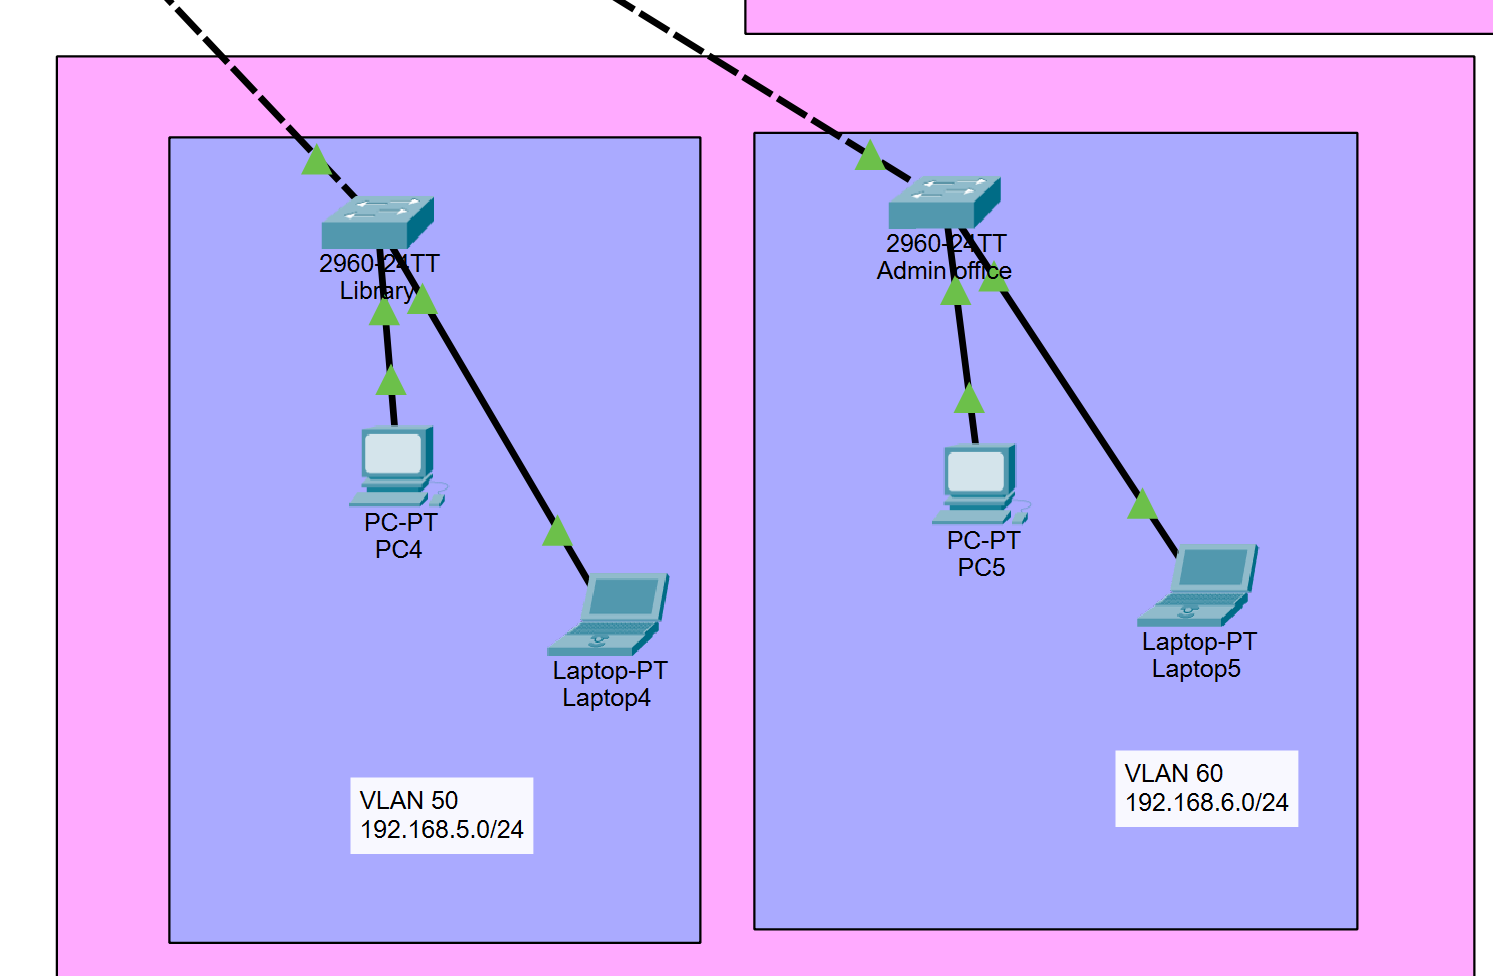 2960-24TT
Library
PC-PT
PC4
Laptop-PT
Laptop4
VLAN 50
192.168.5.0/24
2960-24TT
Admin office
PC-PT
PC5
Laptop-PT
Laptop5
VLAN 60
192.168.6.0/24